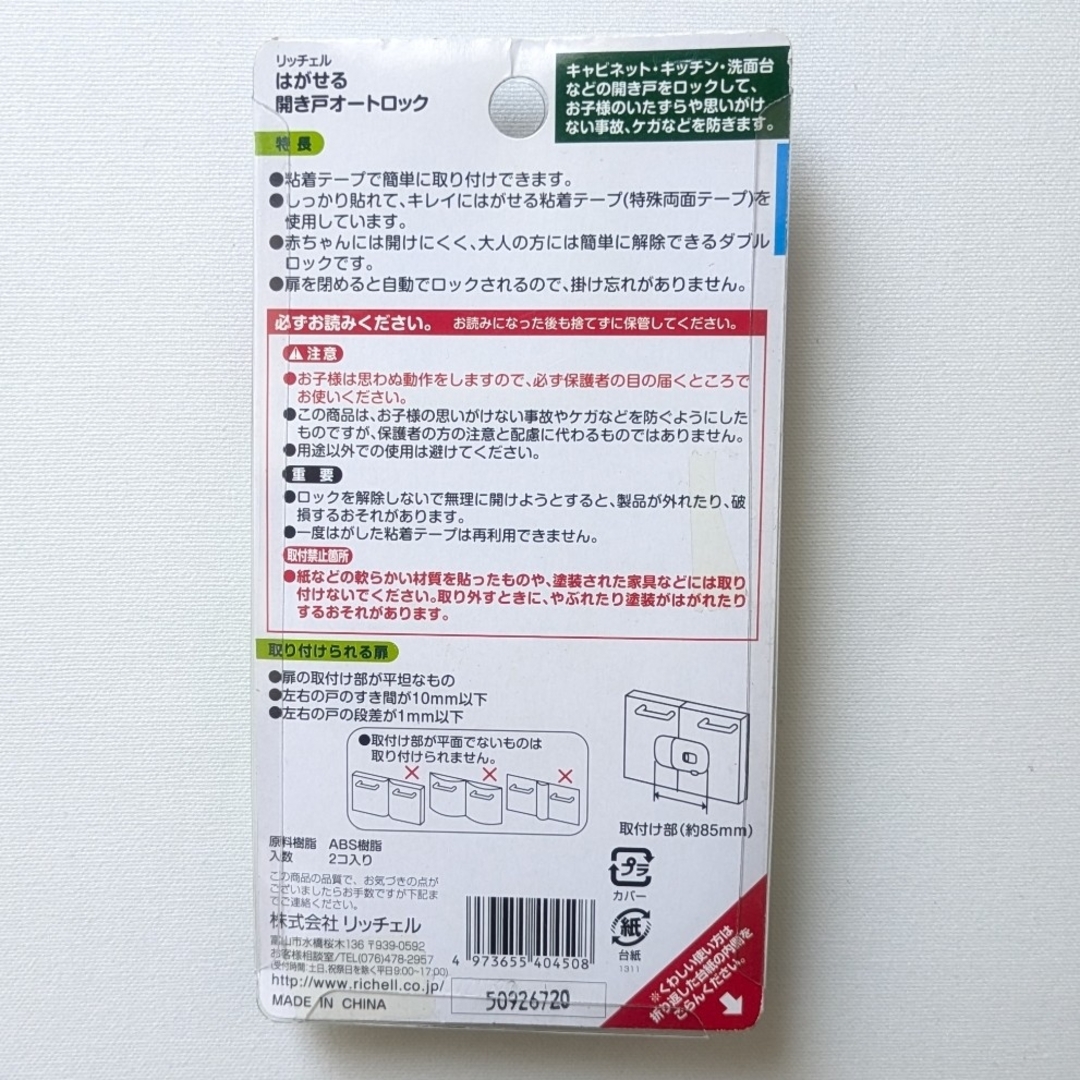 リッチェル
はがせる
開き戸オートロック
キャビネット・キッチン・洗面台
などの開き戸をロックして、
お子様のいたずらや思いがけ
ない事故、ケガなどを防ぎます。
特長
●粘着テープで簡単に取り付けできます。
●しっかり貼れて、キレイにはがせる粘着テープ(特殊両面テープ)を
使用しています。
●赤ちゃんには開けにくく、大人の方には簡単に解除できるダブル
ロックです。
●扉を閉めると自動でロックされるので、掛け忘れがありません。
必ずお読みください。 お読みになった後も捨てずに保管してください。
注意
●お子様は思わぬ動作をしますので、必ず保護者の目の届くところで
お使いください。
●この商品は、お子様の思いがけない事故やケガなどを防ぐようにした
ものですが、保護者の方の注意と配慮に代わるものではありません。
●用途以外での使用は避けてください。
重要
●ロックを解除しないで無理に開けようとすると、製品が外れたり、破
損するおそれがあります。
●一度はがした粘着テープは再利用できません。
取付禁止箇所
●紙などの軟らかい材質を貼ったものや、塗装された家具などには取り
付けないでください。取り外すときに、やぶれたり塗装がはがれたり
するおそれがあります。
取り付けられる扉
●扉の取付け部が平坦なもの
●左右の戸のすき間が10mm以下
●左右の戸の段差が1mm以下
●取付け部が平面でないものは
取り付けられません。
取付け部(約85mm)
原料樹脂 ABS樹脂
入数 2コ入り
この商品の品質で、お気づきの点が
ございましたらお手数ですが下記ま
でご連絡ください。
株式会社 リッチェル
富山市水橋桜木136 〒939-0592
お客様相談室/TEL(076)478-2957
(受付時間:土日、祝祭日を除く平日9:00~17:00)
http://www.richell.co.jp/
MADE IN CHINA
4 973655 404508
50926720
プラ
カバー
紙
台紙
1311
※くわしい使い方は
折り返した台紙の内側を
ごらんください。